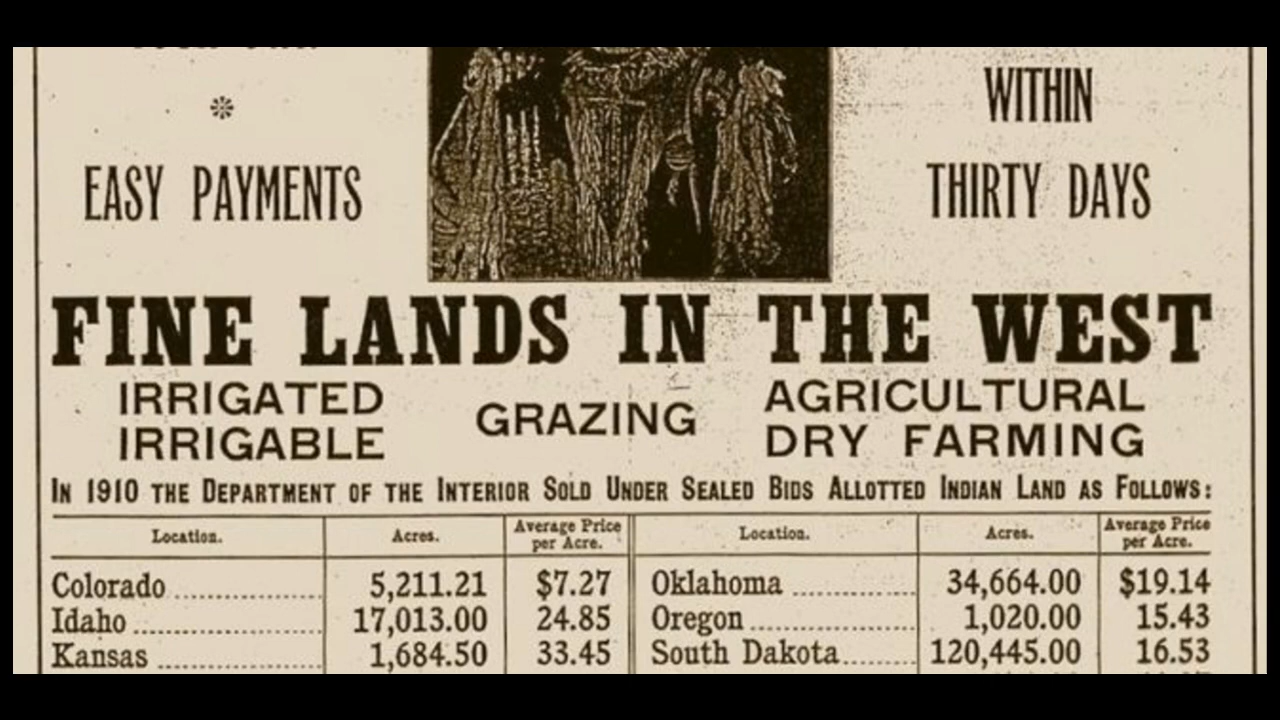 EASY PAYMENTS
WITHIN
THIRTY DAYS
FINE LANDS IN THE WEST
IRRIGATED
IRRIGABLE
GRAZING
AGRICULTURAL
DRY FARMING
IN 1910 THE DEPARTMENT OF THE INTERIOR SOLD UNDER SEALED BIDS ALLOTTED INDIAN LAND AS FOLLOWS:
Location. Acres. Average Price per Acre. Location. Acres. Average Price per Acre.
Colorado 5,211.21 $7.27 Oklahoma 34,664.00 $19.14
Idaho 17,013.00 24.85 Oregon 1,020.00 15.43
Kansas 1,684.50 33.45 South Dakota 120,445.00 16.53